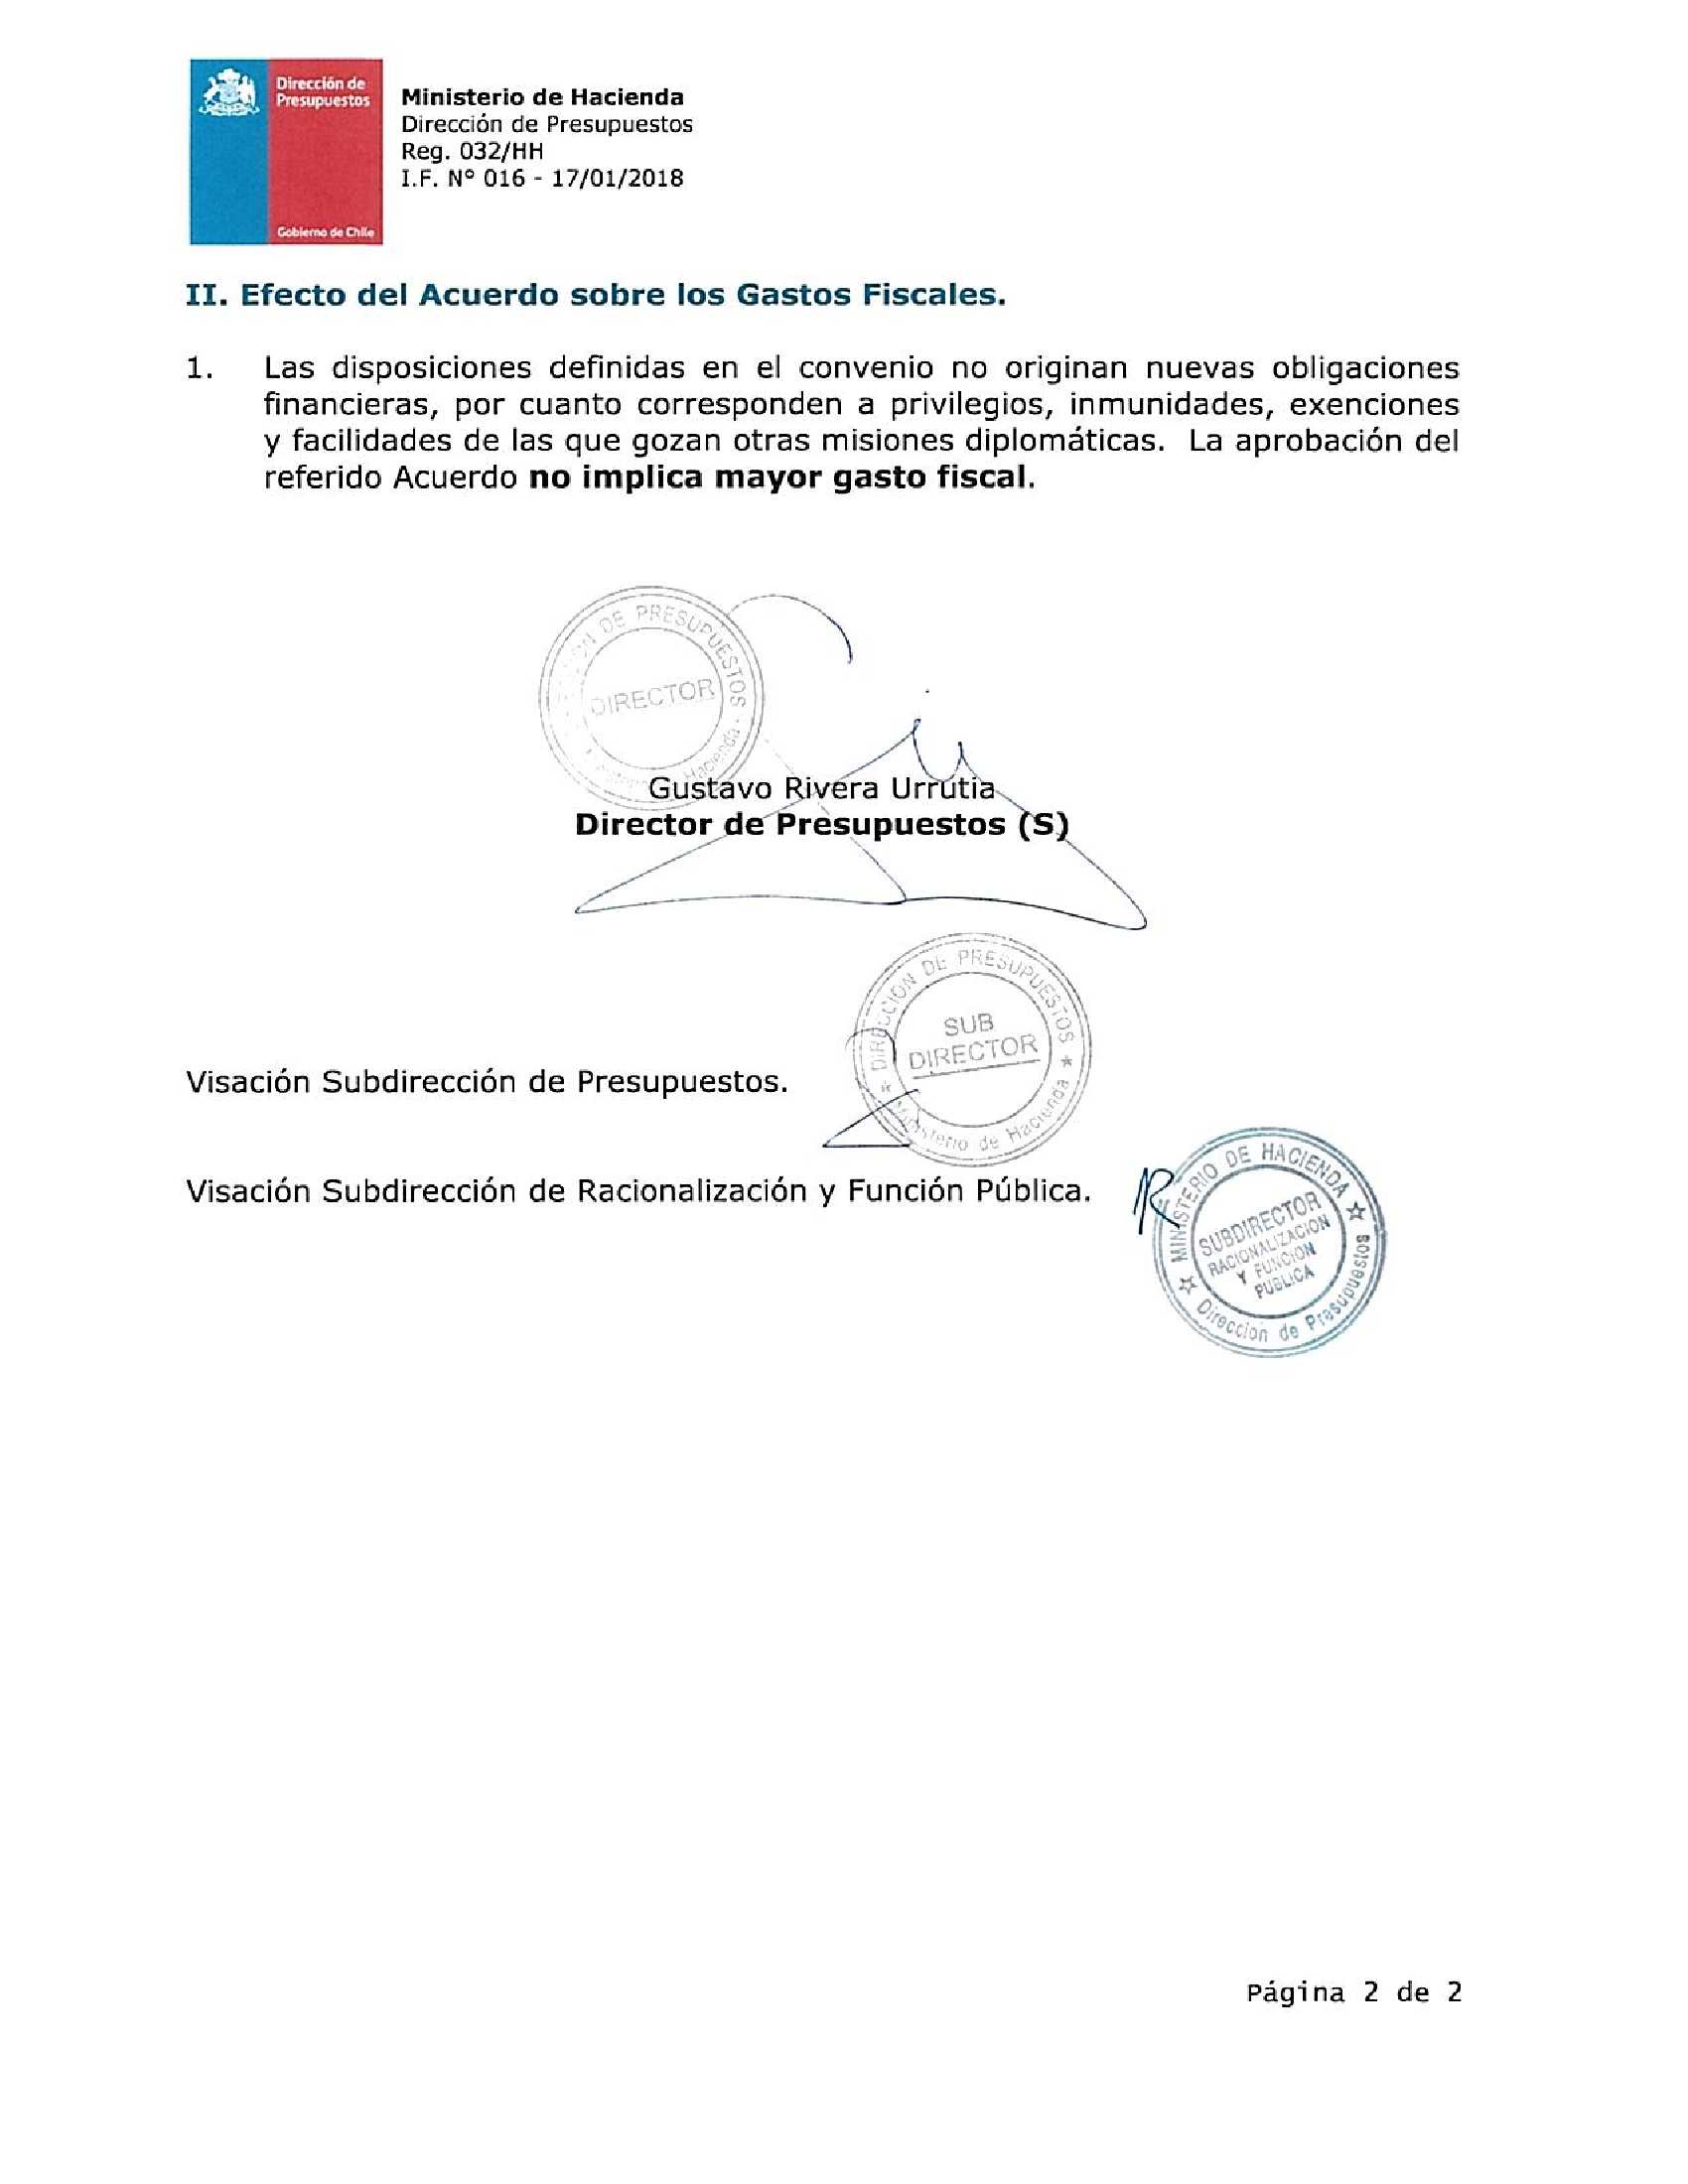 Dirección de
Presupuestos
Gobierno de Chile
Ministerio de Hacienda
Dirección de Presupuestos
Reg. 032/HH
I.F. Nº 016 - 17/01/2018
II. Efecto del Acuerdo sobre los Gastos Fiscales.
1. Las disposiciones definidas en el convenio no originan nuevas obligaciones
financieras, por cuanto corresponden a privilegios, inmunidades, exenciones
y facilidades de las que gozan otras misiones diplomáticas. La aprobación del
referido Acuerdo no implica mayor gasto fiscal.
DE PRESUPUESTOS
DIRECTOR
Hacienda
Gustavo Rivera Urrutia
Director de Presupuestos (S)
DIRECCION DE PRESUPUESTOS
SUB
DIRECTOR
Ministerio de Hacienda
Visación Subdirección de Presupuestos.
Visación Subdirección de Racionalización y Función Pública.
MINISTERIO DE HACIENDA
SUBDIRECTOR
RACIONALIZACION
Y FUNCION
PUBLICA
Direccion de Presupuestos
Página 2 de 2